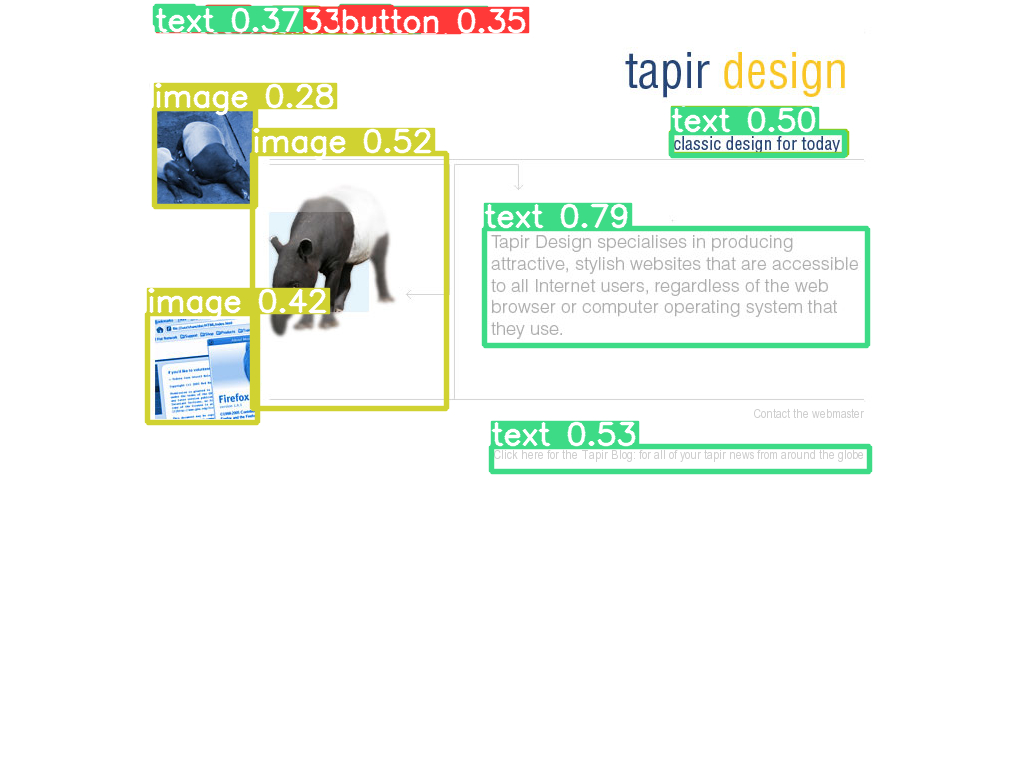 text 0.37
33
button 0.35
tapir design
image 0.28
text 0.50
classic design for today
image 0.52
text 0.79
Tapir Design specialises in producing
attractive, stylish websites that are accessible
to all Internet users, regardless of the web
browser or computer operating system that
they use.
image 0.42
Firefox
Contact the webmaster
text 0.53
Click here for the Tapir Blog: for all of your tapir news from around the globe